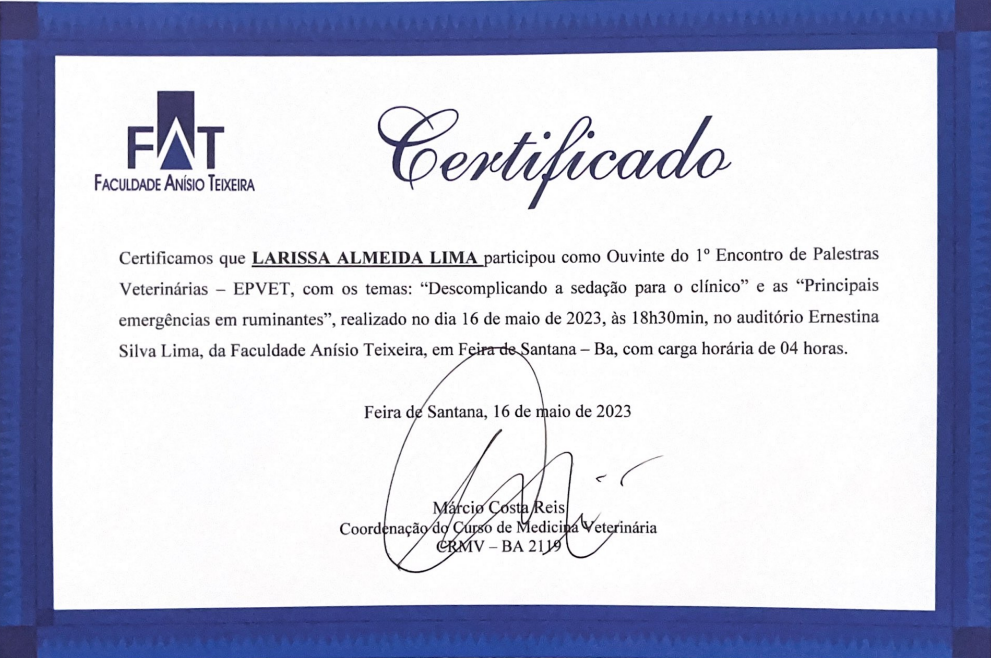 FAT
FACULDADE ANÍSIO TEIXEIRA
Certificado
Certificamos que LARISSA ALMEIDA LIMA participou como Ouvinte do 1º Encontro de Palestras
Veterinárias – EPVET, com os temas: “Descomplicando a sedação para o clínico” e as “Principais
emergências em ruminantes”, realizado no dia 16 de maio de 2023, às 18h30min, no auditório Ernestina
Silva Lima, da Faculdade Anísio Teixeira, em Feira de Santana – Ba, com carga horária de 04 horas.
Feira de Santana, 16 de maio de 2023
Márcio Costa Reis
Coordenação do Curso de Medicina Veterinária
CRMV – BA 2119